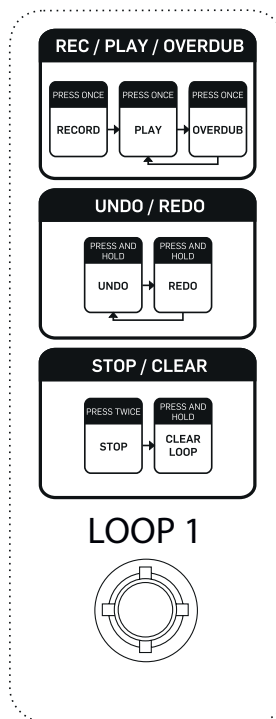 REC / PLAY / OVERDUB
PRESS ONCE PRESS ONCE PRESS ONCE
RECORD PLAY OVERDUB
UNDO / REDO
PRESS AND HOLD PRESS AND HOLD
UNDO REDO
STOP / CLEAR
PRESS TWICE PRESS AND HOLD
STOP CLEAR LOOP
LOOP 1